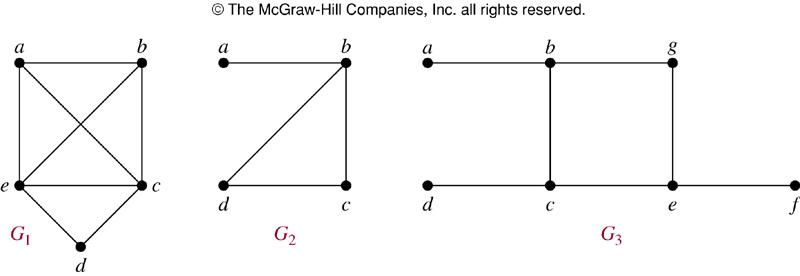 © The McGraw-Hill Companies, Inc. all rights reserved.
a b a b a b g
e c d c d c e f
G1 G2 G3
d